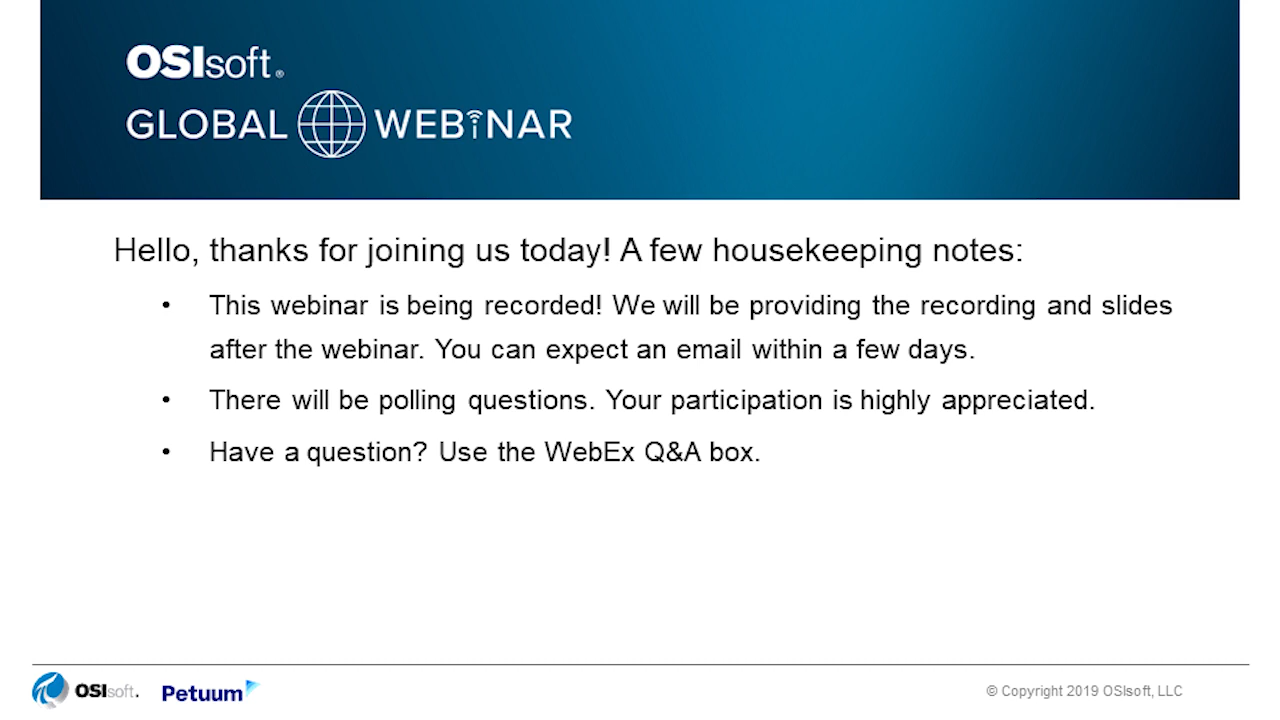 OSIsoft®
GLOBAL WEBINAR
Hello, thanks for joining us today! A few housekeeping notes:
• This webinar is being recorded! We will be providing the recording and slides
after the webinar. You can expect an email within a few days.
• There will be polling questions. Your participation is highly appreciated.
• Have a question? Use the WebEx Q&A box.
OSIsoft. Petuum © Copyright 2019 OSIsoft, LLC